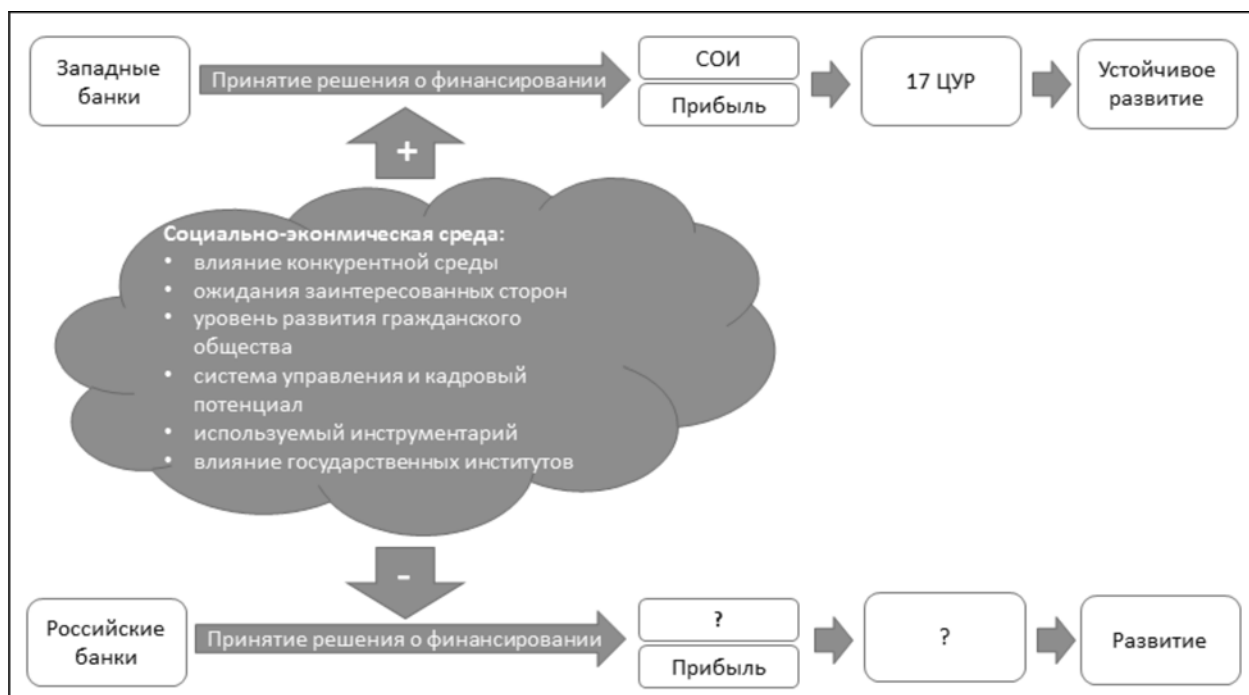 Западные
банки
Принятие решения о финансировании
СОИ
Прибыль
17 ЦУР
Устойчивое
развитие
+
Социально-экономическая среда:
• влияние конкурентной среды
• ожидания заинтересованных сторон
• уровень развития гражданского
общества
• система управления и кадровый
потенциал
• используемый инструментарий
• влияние государственных институтов
-
Российские
банки
Принятие решения о финансировании
?
Прибыль
?
Развитие